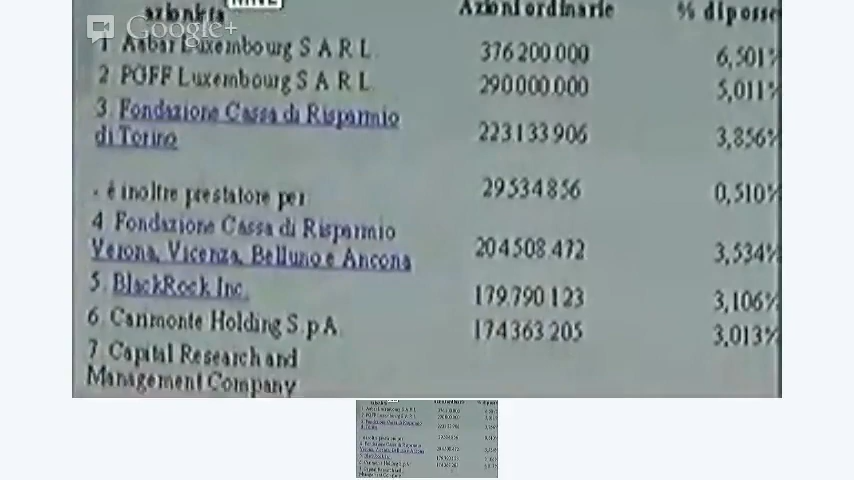 azionista Azioni ordinarie % di posse
Google+
1 Aabar Luxembourg S A R L 376 200 000 6,501%
2 PGFF Luxembourg S A R L 290 000 000 5,011%
3 Fondazione Cassa di Risparmio
di Torino 223 133 906 3,856%
- è inoltre prestatore per 29 534 856 0,510%
4 Fondazione Cassa di Risparmio
Verona, Vicenza, Belluno e Ancona 204 508 472 3,534%
5. BlackRock Inc. 179.790 123 3,106%
6. Carimonte Holding S.p A. 174 363 205 3,013%
7 Capital Research and
Management Company